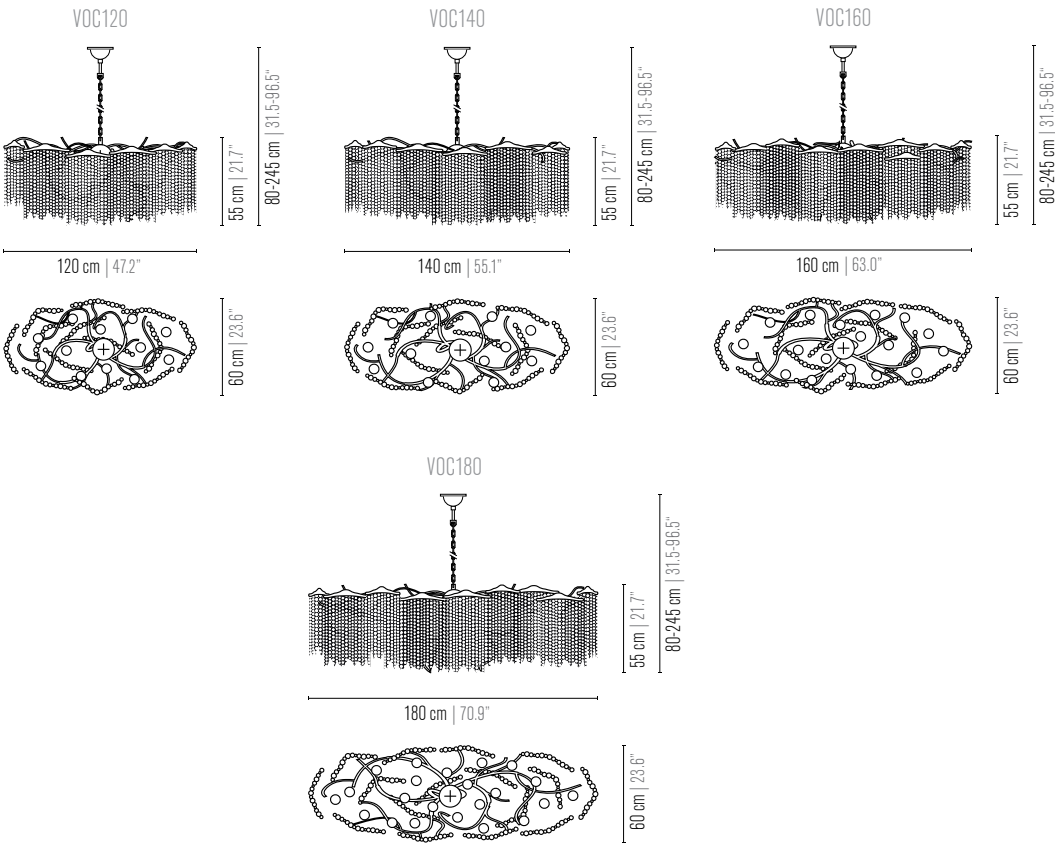 VOC120
VOC140
VOC160
55 cm | 21.7"
80-245 cm | 31.5-96.5"
55 cm | 21.7"
80-245 cm | 31.5-96.5"
55 cm | 21.7"
80-245 cm | 31.5-96.5"
120 cm | 47.2"
140 cm | 55.1"
160 cm | 63.0"
60 cm | 23.6"
60 cm | 23.6"
60 cm | 23.6"
VOC180
55 cm | 21.7"
80-245 cm | 31.5-96.5"
180 cm | 70.9"
60 cm | 23.6"